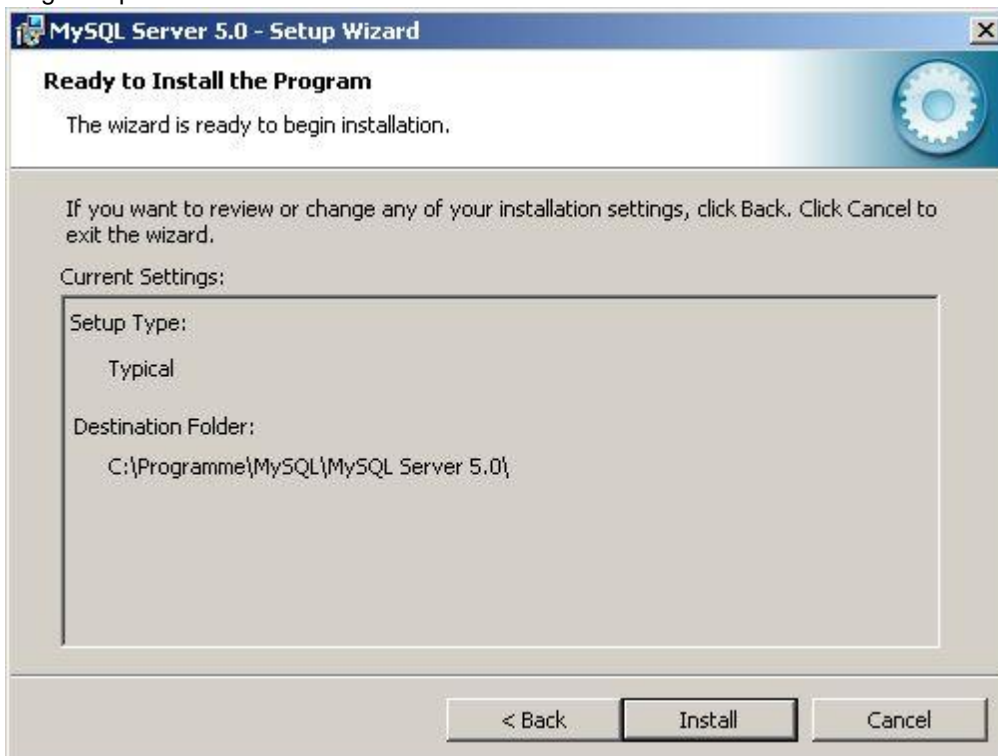 MySQL Server 5.0 - Setup Wizard
Ready to Install the Program
The wizard is ready to begin installation.
If you want to review or change any of your installation settings, click Back. Click Cancel to
exit the wizard.
Current Settings:
Setup Type:
Typical
Destination Folder:
C:\Programme\MySQL\MySQL Server 5.0\
< Back Install Cancel